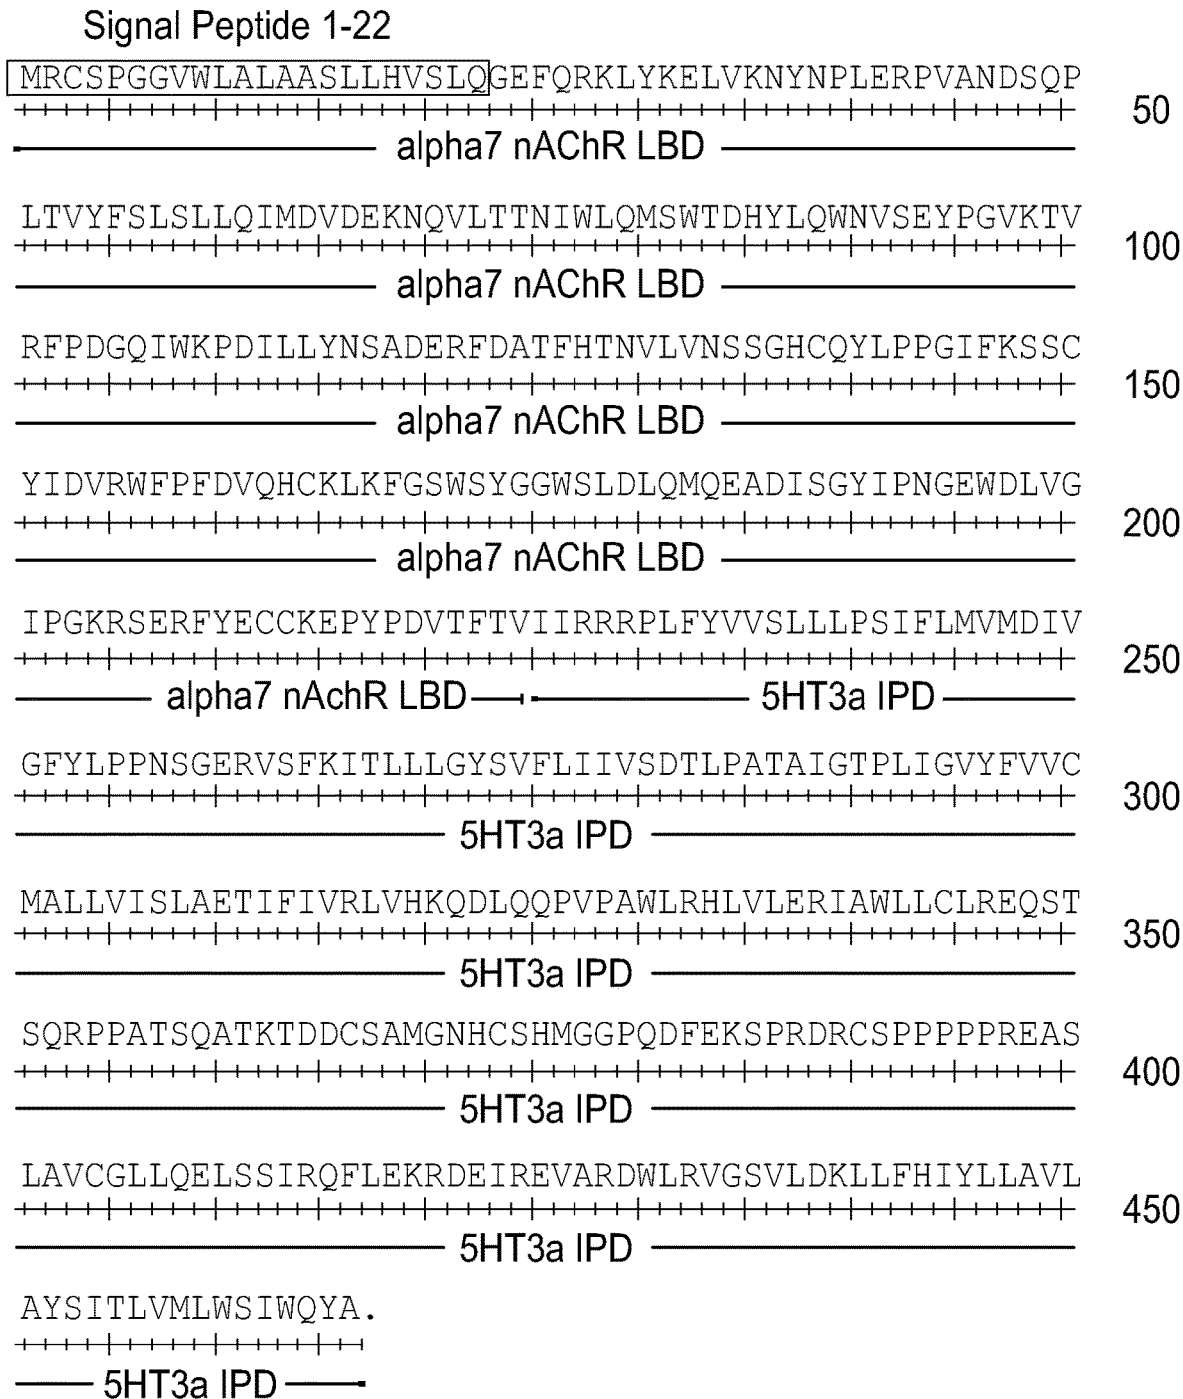 Signal Peptide 1-22
MRCSPGGVWLALAASLLHVSLQGEFQRKLYKELVKNYNPLERPVANDSQP
50
alpha7 nAChR LBD
LTVYFSLSLLQIMDVDEKNQVLTTNIWLQMSWTDHYLQWNVSEYPGVKTV
100
alpha7 nAChR LBD
RFPDGQIWKPDILLYNSADERFDATFHTNVLVNSSGHCQYLPPGIFKSSC
150
alpha7 nAChR LBD
YIDVRWFPFDVQHCKLKFGSWSYGGWSLDLQMQEADISGYIPNGEWDLVG
200
alpha7 nAChR LBD
IPGKRSERFYECCKEPYPDVTFTVIIRRRPLFYVVSLLLPSIFLMVMDIV
250
alpha7 nAchR LBD 5HT3a IPD
GFYLPPNSGERVSFKITLLLGYSVFLIIVSDTLPATAIGTPLIGVYFVVC
300
5HT3a IPD
MALLVISLAETIFIVRLVHKQDLQQPVPAWLRHLVLERIAWLLCLREQST
350
5HT3a IPD
SQRPPATSQATKTDDCSAMGNHCSHMGGPQDFEKSPRDRCSPPPPPREAS
400
5HT3a IPD
LAVCGLLQELSSIRQFLEKRDEIREVARDWLRVGSVLDKLLFHIYLLAVL
450
5HT3a IPD
AYSITLVMLWSIWQYA.
5HT3a IPD